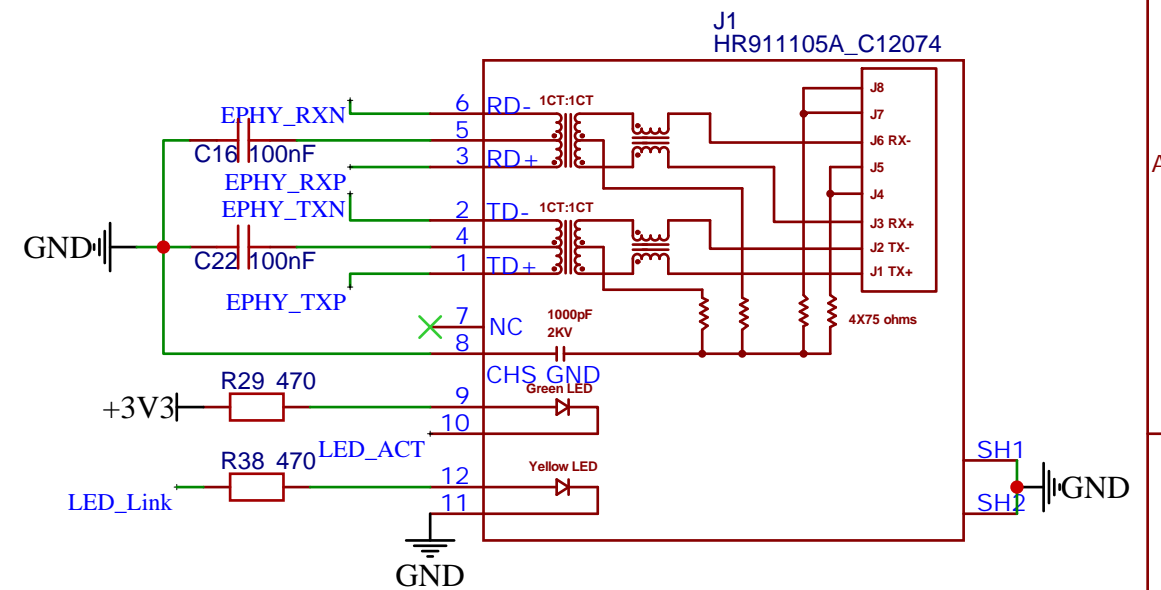 J1
HR911105A_C12074
EPHY_RXN
6
RD-
1CT:1CT
J8
J7
5
J6 RX-
C16 100nF
3
RD+
J5
EPHY_RXP
J4
EPHY_TXN
2
TD-
1CT:1CT
J3 RX+
GND
4
J2 TX-
C22 100nF
1
TD+
J1 TX+
EPHY_TXP
7
NC
1000pF
2KV
4X75 ohms
8
CHS_GND
R29 470
Green LED
+3V3
9
10
LED_ACT
R38 470
Yellow LED
SH1
LED_Link
12
11
GND
SH2
GND
A